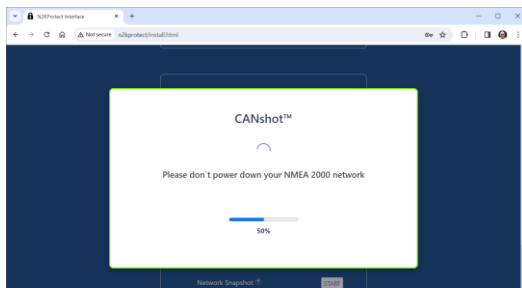 N2KProtect Interface
Not secure n2kprotect/install.html
CANshot™
Please don`t power down your NMEA 2000 network
50%
Network Snapshot ?
START